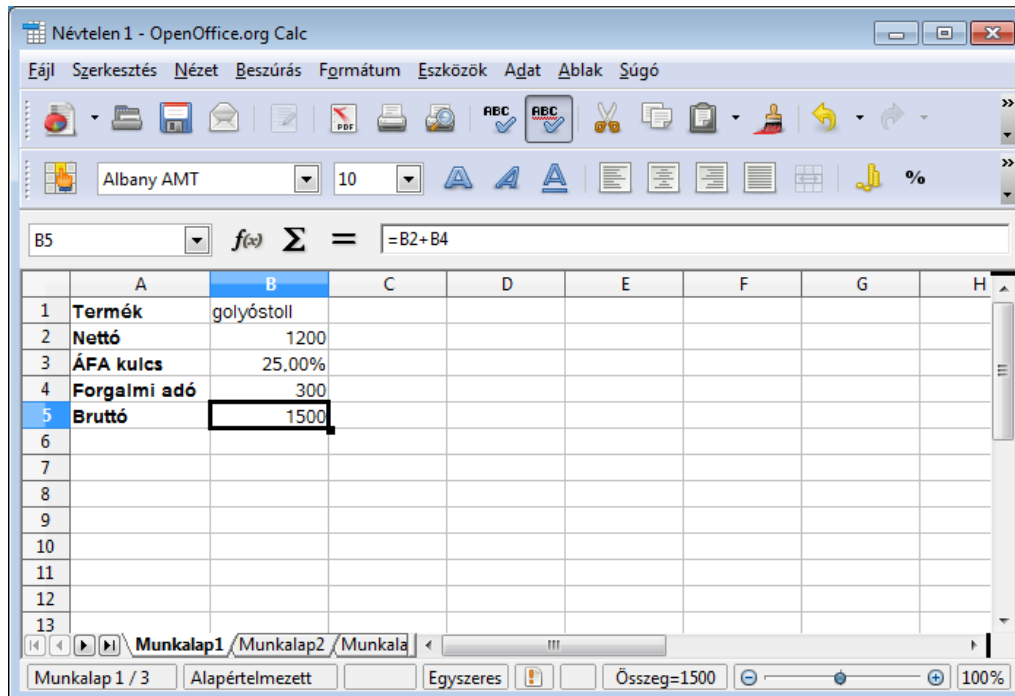 Névtelen 1 - OpenOffice.org Calc
Fájl Szerkesztés Nézet Beszúrás Formátum Eszközök Adat Ablak Súgó
PDF ABC ABC
Albany AMT 10 %
B5 f(x) Σ = =B2+B4
A B C D E F G H
1 Termék golyóstoll
2 Nettó 1200
3 ÁFA kulcs 25,00%
4 Forgalmi adó 300
5 Bruttó 1500
6
7
8
9
10
11
12
13
Munkalap1 Munkalap2 Munkala
Munkalap 1 / 3 Alapértelmezett Egyszeres Összeg=1500 100%